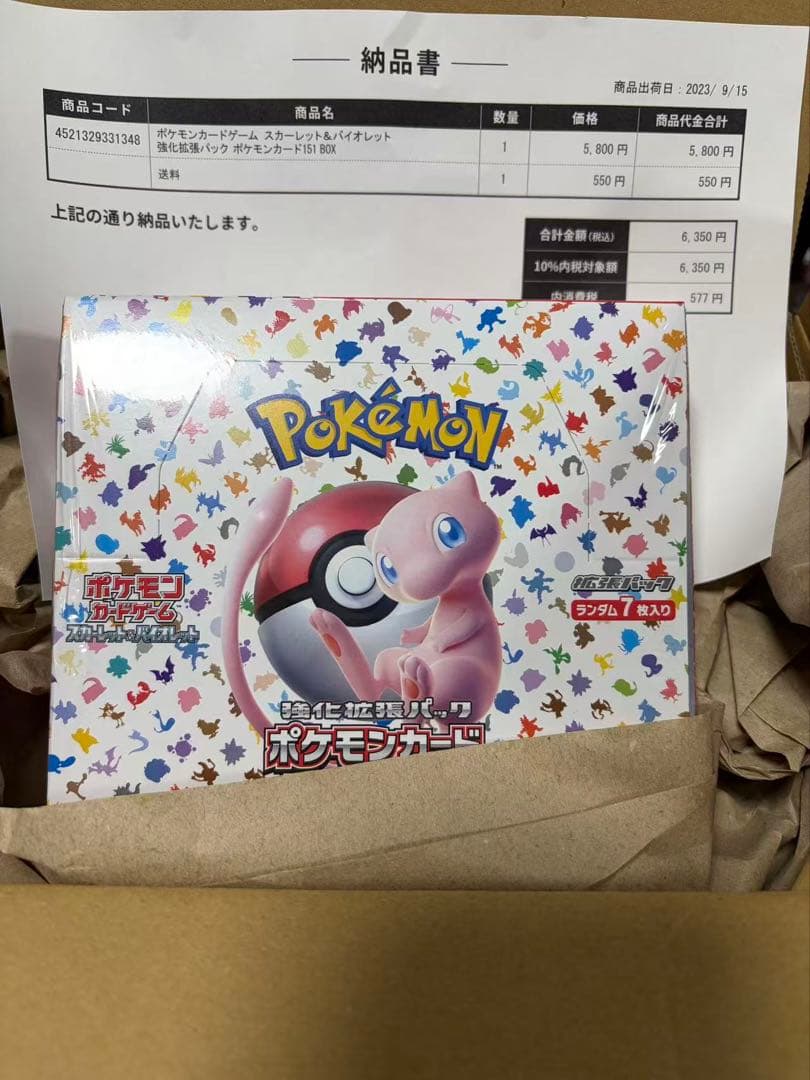 納品書
商品出荷日：2023/ 9/15
商品コード 商品名 数量 価格 商品代金合計
4521329331348 ポケモンカードゲーム スカーレット&バイオレット
強化拡張パック ポケモンカード151 BOX 1 5,800 円 5,800 円
送料 1 550 円 550 円
上記の通り納品いたします。
合計金額(税込) 6,350 円
10%内税対象額 6,350 円
内消費税 577 円
POKÉMON
TM
ポケモン
カードゲーム
スカーレット&バイオレット
拡張パック
ランダム7枚入り
強化拡張パック
ポケモンカード